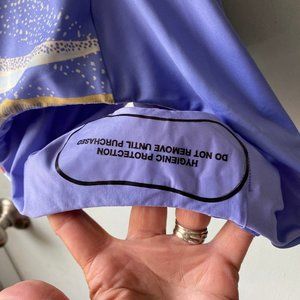 HYGIENIC PROTECTION
DO NOT REMOVE UNTIL PURCHASED